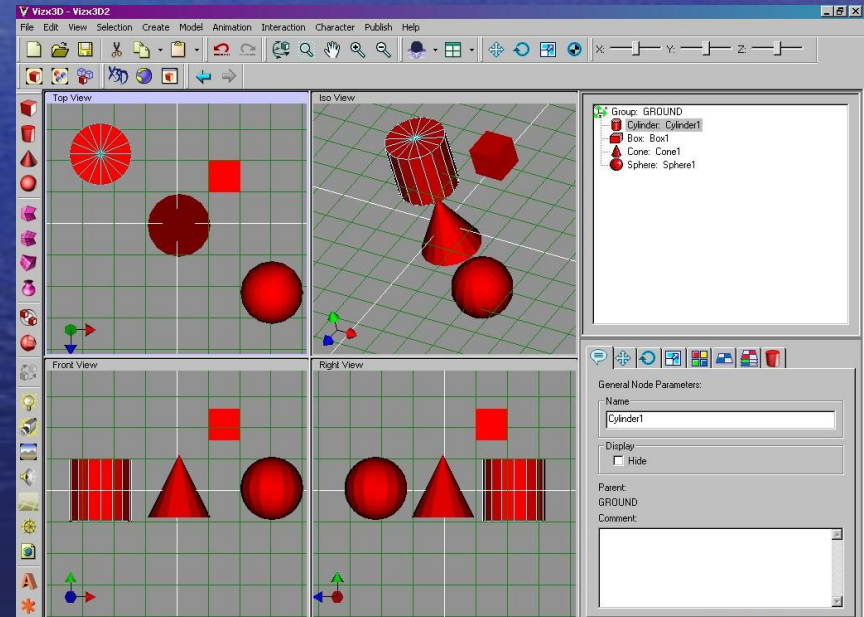 Vizx3D - Vizx3D2
File Edit View Selection Create Model Animation Interaction Character Publish Help
X: Y: Z:
X3D
Top View
Iso View
Group: GROUND
Cylinder: Cylinder1
Box: Box1
Cone: Cone1
Sphere: Sphere1
Front View
Right View
General Node Parameters:
Name
Cylinder1
Display
Hide
Parent:
GROUND
Comment: